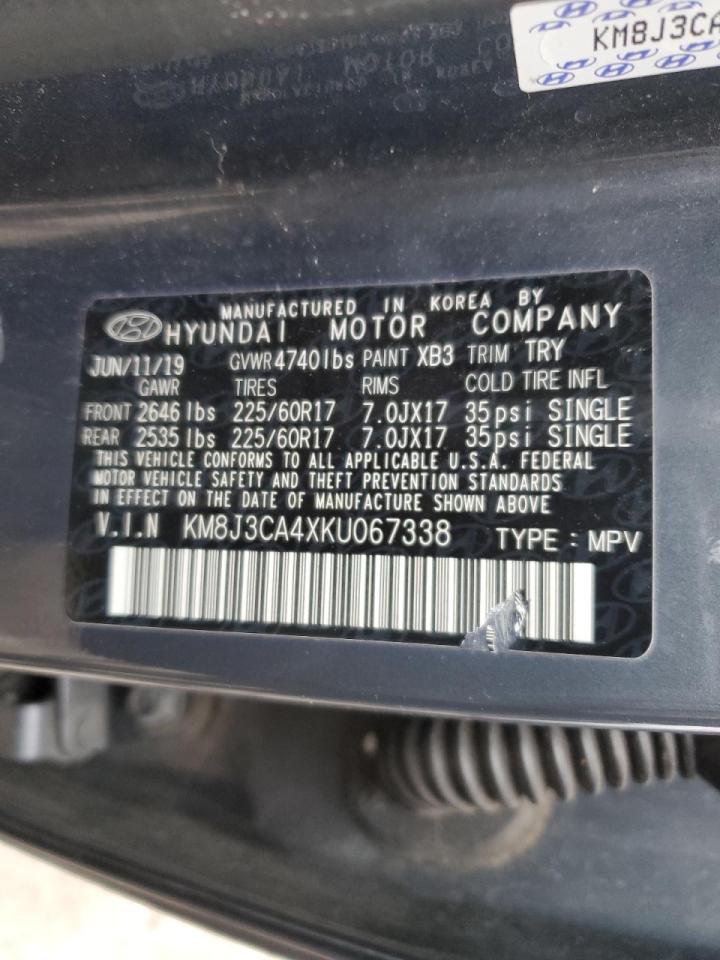 KM8J3CA
MANUFACTURED IN KOREA BY
HYUNDAI MOTOR COMPANY
JUN/11/19 GVWR 4740lbs PAINT XB3 TRIM TRY
GAWR TIRES RIMS COLD TIRE INFL
FRONT 2646 lbs 225/60R17 7.0JX17 35psi SINGLE
REAR 2535 lbs 225/60R17 7.0JX17 35psi SINGLE
THIS VEHICLE CONFORMS TO ALL APPLICABLE U.S.A. FEDERAL
MOTOR VEHICLE SAFETY AND THEFT PREVENTION STANDARDS
IN EFFECT ON THE DATE OF MANUFACTURE SHOWN ABOVE
V.I.N KM8J3CA4XKU067338 TYPE : MPV